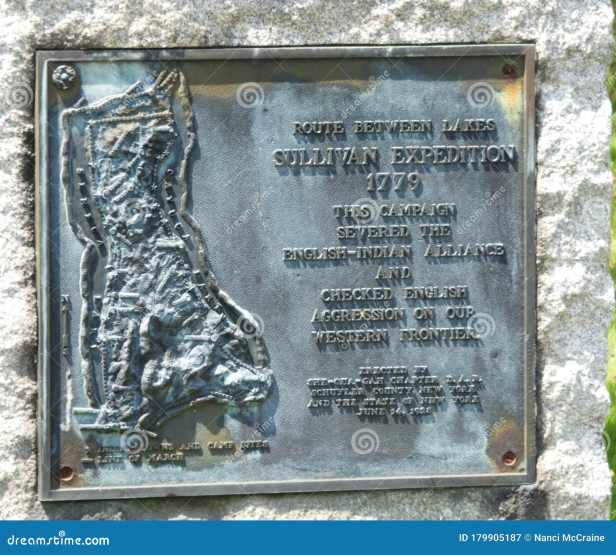 ROUTE BETWEEN LAKES
SULLIVAN EXPEDITION
1779
THIS CAMPAIGN
SEVERED THE
ENGLISH-INDIAN ALLIANCE
AND
CHECKED ENGLISH
AGGRESSION ON OUR
WESTERN FRONTIER.
ERECTED BY
SHE-QUA-GAH CHAPTER D.A.R.
SCHUYLER COUNTY, NEW YORK
AND THE STATE OF NEW YORK
JUNE 14, 1928
AND CAMP SITES
LINE OF MARCH
dreamstime.com
ID 179905187 © Nanci McCraine